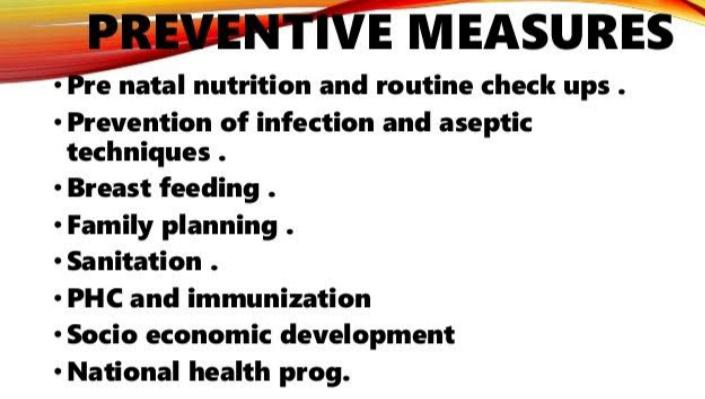 PREVENTIVE MEASURES
• Pre natal nutrition and routine check ups .
• Prevention of infection and aseptic
techniques .
• Breast feeding .
• Family planning .
• Sanitation .
• PHC and immunization
• Socio economic development
• National health prog.